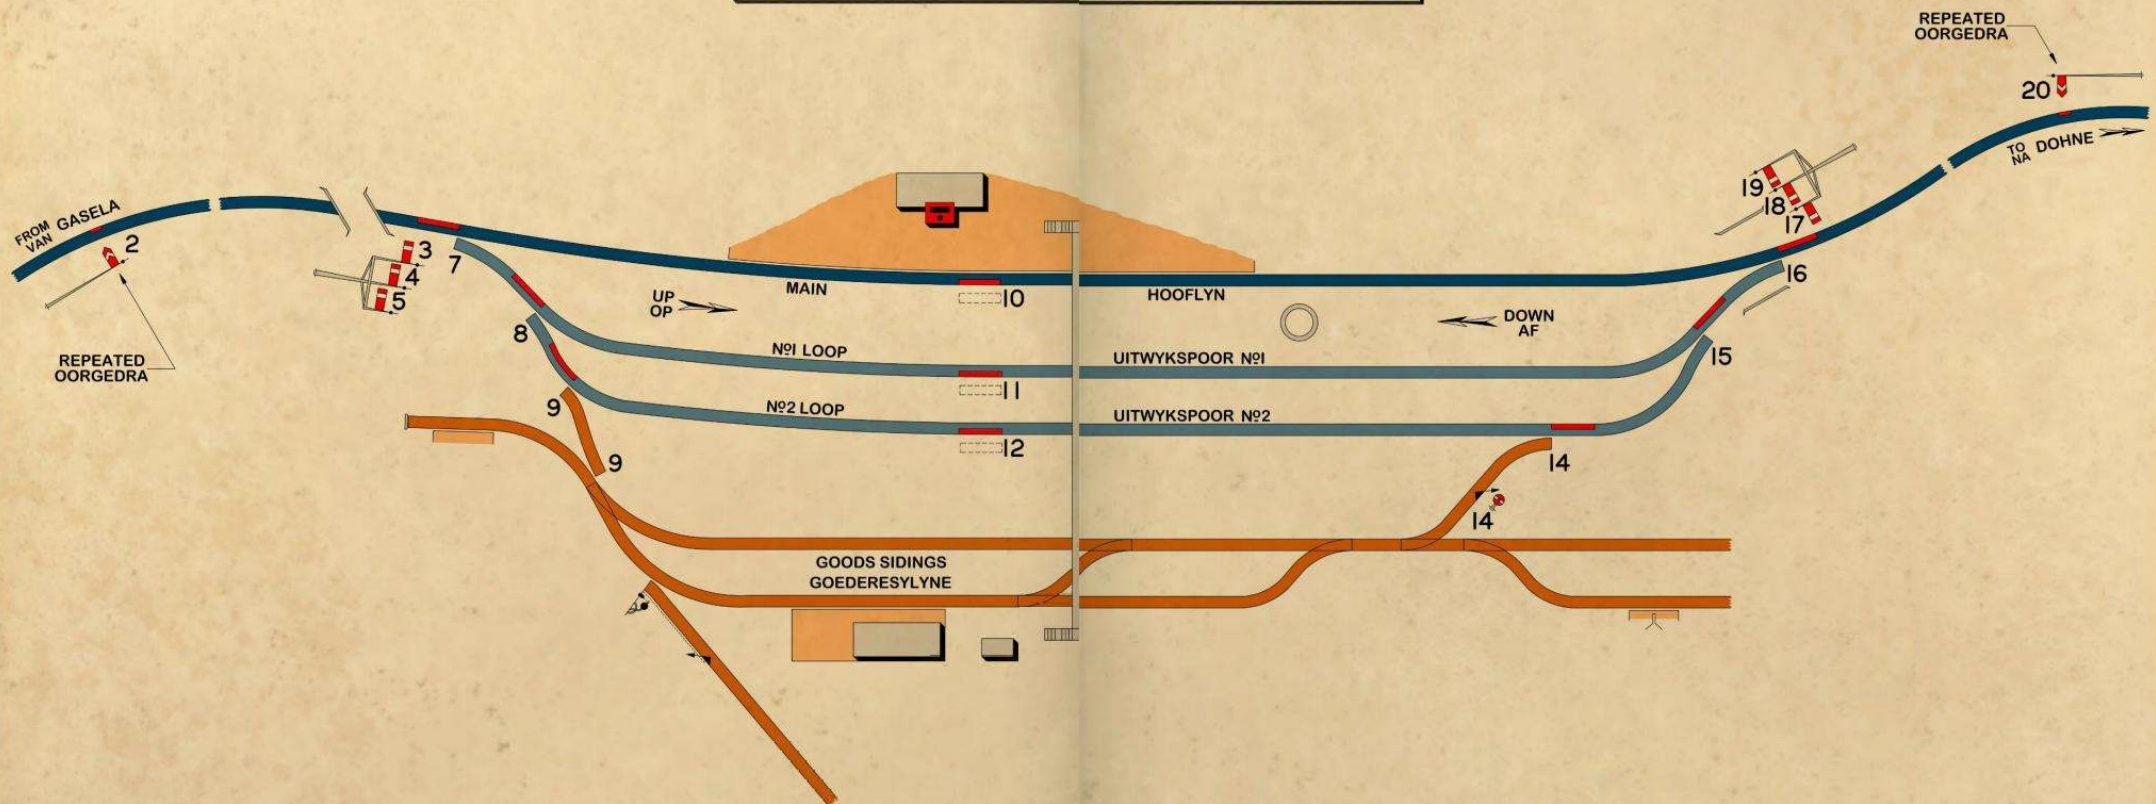 REPEATED
OORGEDRA
20
TO
NA DOHNE
19
18
17
FROM
VAN GASELA
2
3
4
5
7
16
UP
OP
MAIN
10
HOOFLYN
DOWN
AF
8
Nº1 LOOP
11
UITWYKSPOOR Nº1
15
REPEATED
OORGEDRA
9
Nº2 LOOP
12
UITWYKSPOOR Nº2
9
14
14
GOODS SIDINGS
GOEDERESYLYNE